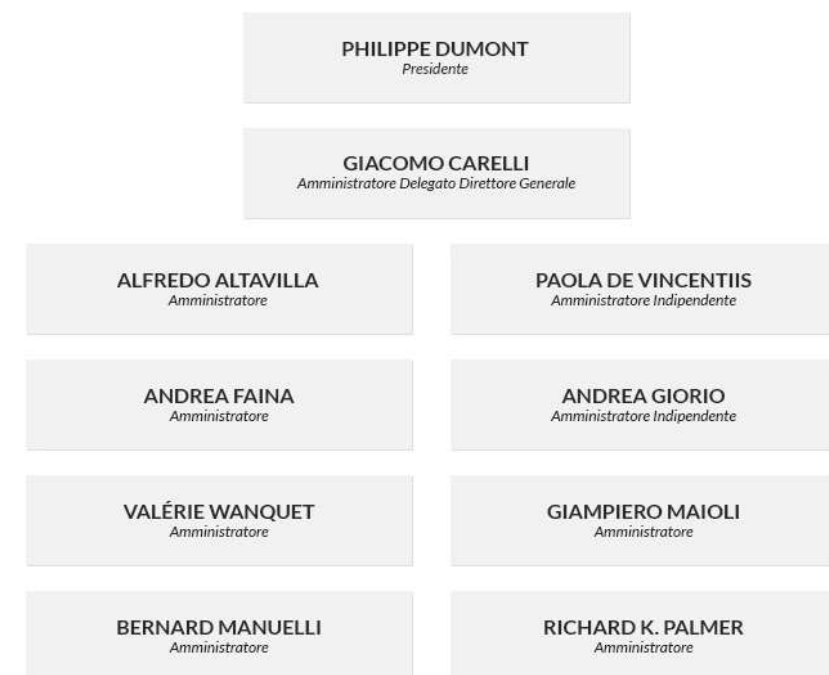 PHILIPPE DUMONT
Presidente
GIACOMO CARELLI
Amministratore Delegato Direttore Generale
ALFREDO ALTAVILLA
Amministratore
PAOLA DE VINCENTIIS
Amministratore Indipendente
ANDREA FAINA
Amministratore
ANDREA GIORIO
Amministratore Indipendente
VALÉRIE WANQUET
Amministratore
GIAMPIERO MAIOLI
Amministratore
BERNARD MANUELLI
Amministratore
RICHARD K. PALMER
Amministratore